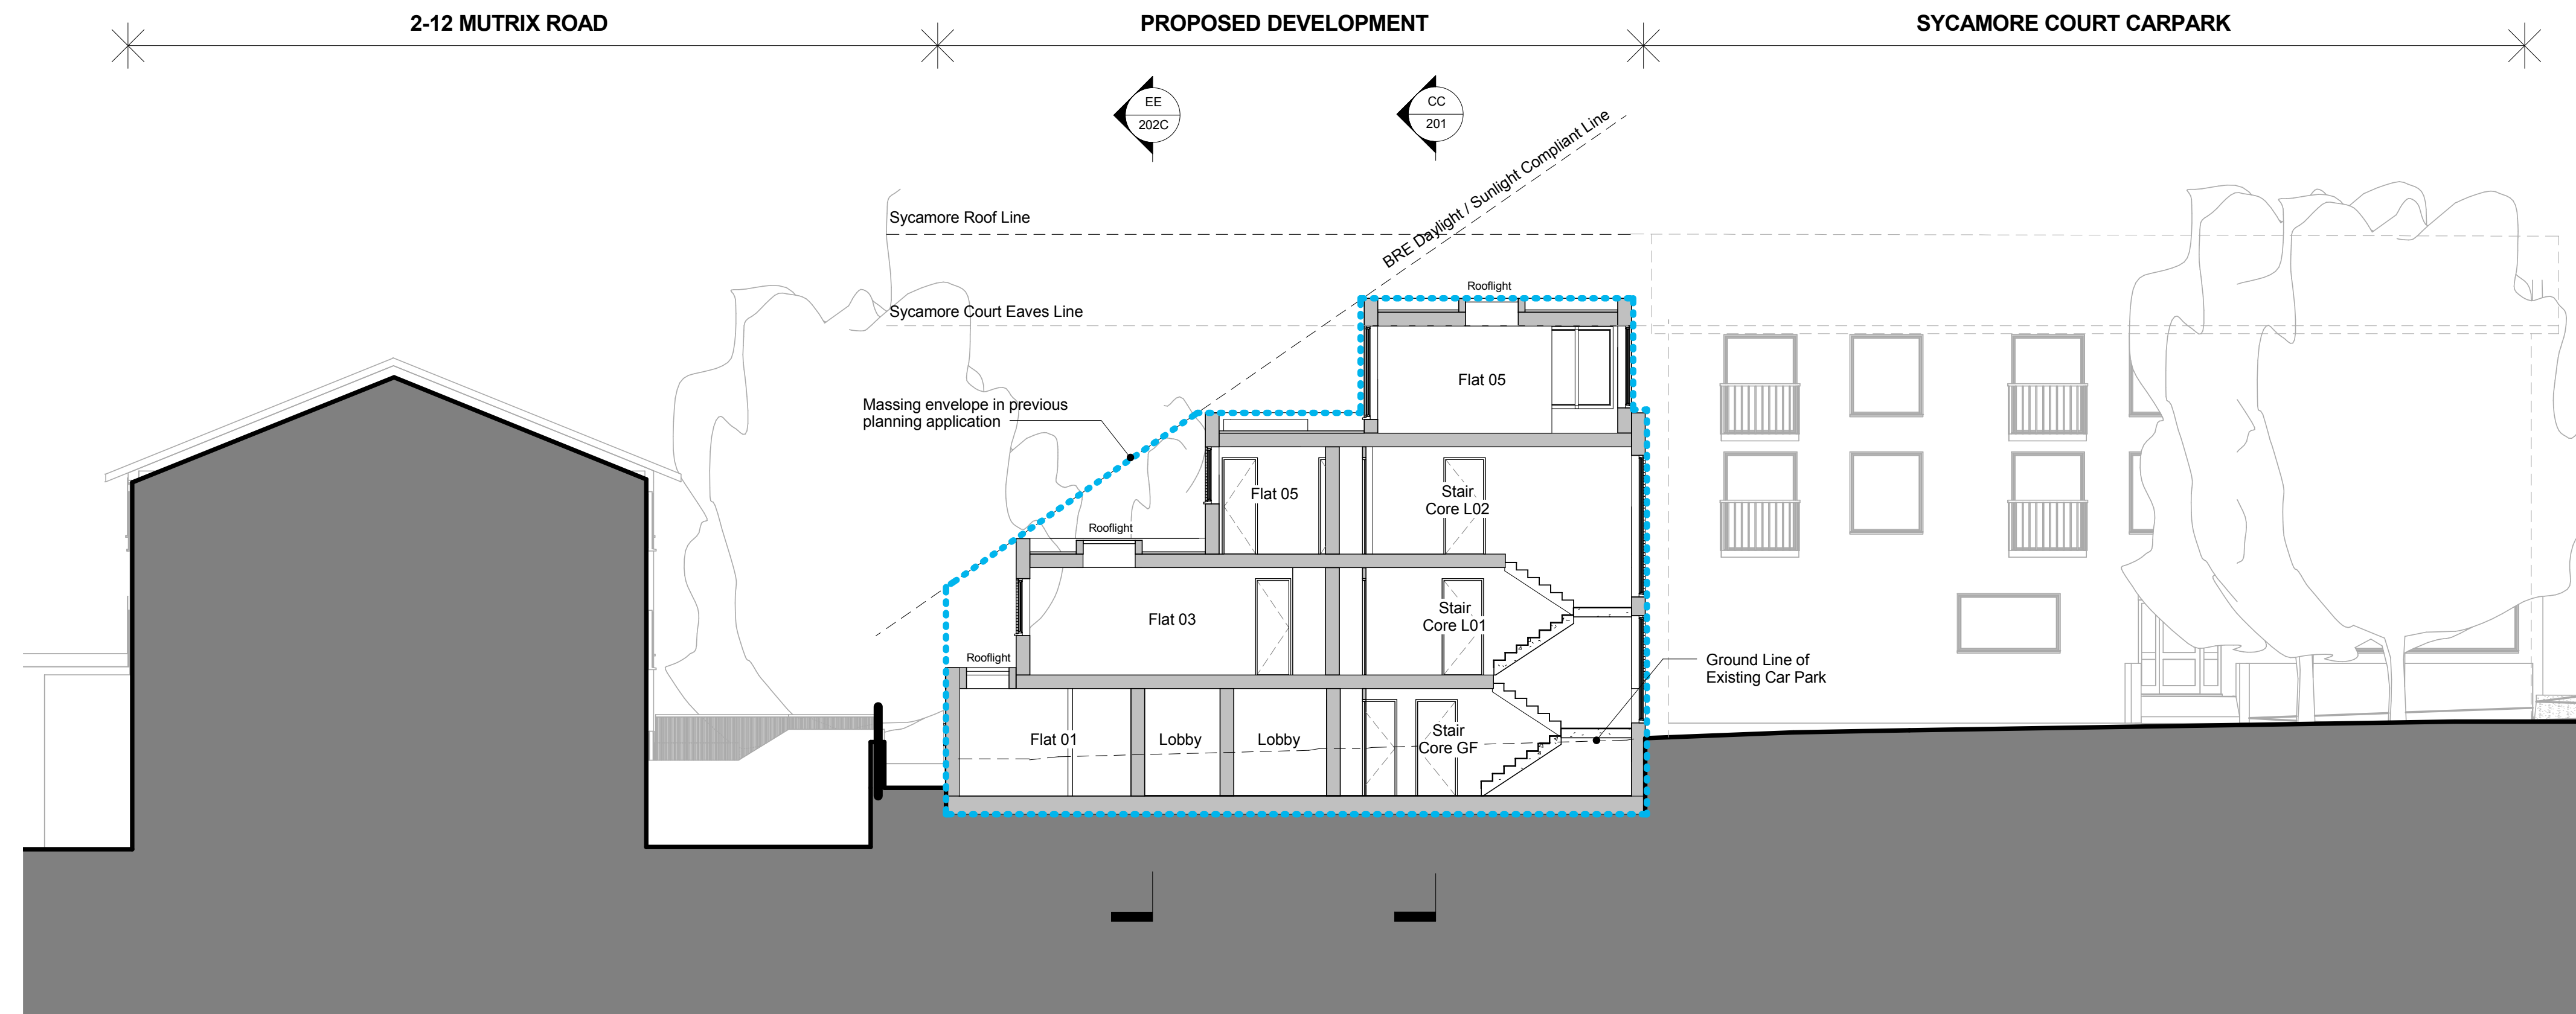 2-12 MUTRIX ROAD
PROPOSED DEVELOPMENT
SYCAMORE COURT CARPARK
EE
202C
CC
201
BRE Daylight / Sunlight Compliant Line
Sycamore Roof Line
Rooflight
Sycamore Court Eaves Line
Flat 05
Massing envelope in previous
planning application
Flat 05
Stair
Core L02
Rooflight
Flat 03
Stair
Core L01
Rooflight
Ground Line of
Existing Car Park
Flat 01
Lobby
Lobby
Stair
Core GF